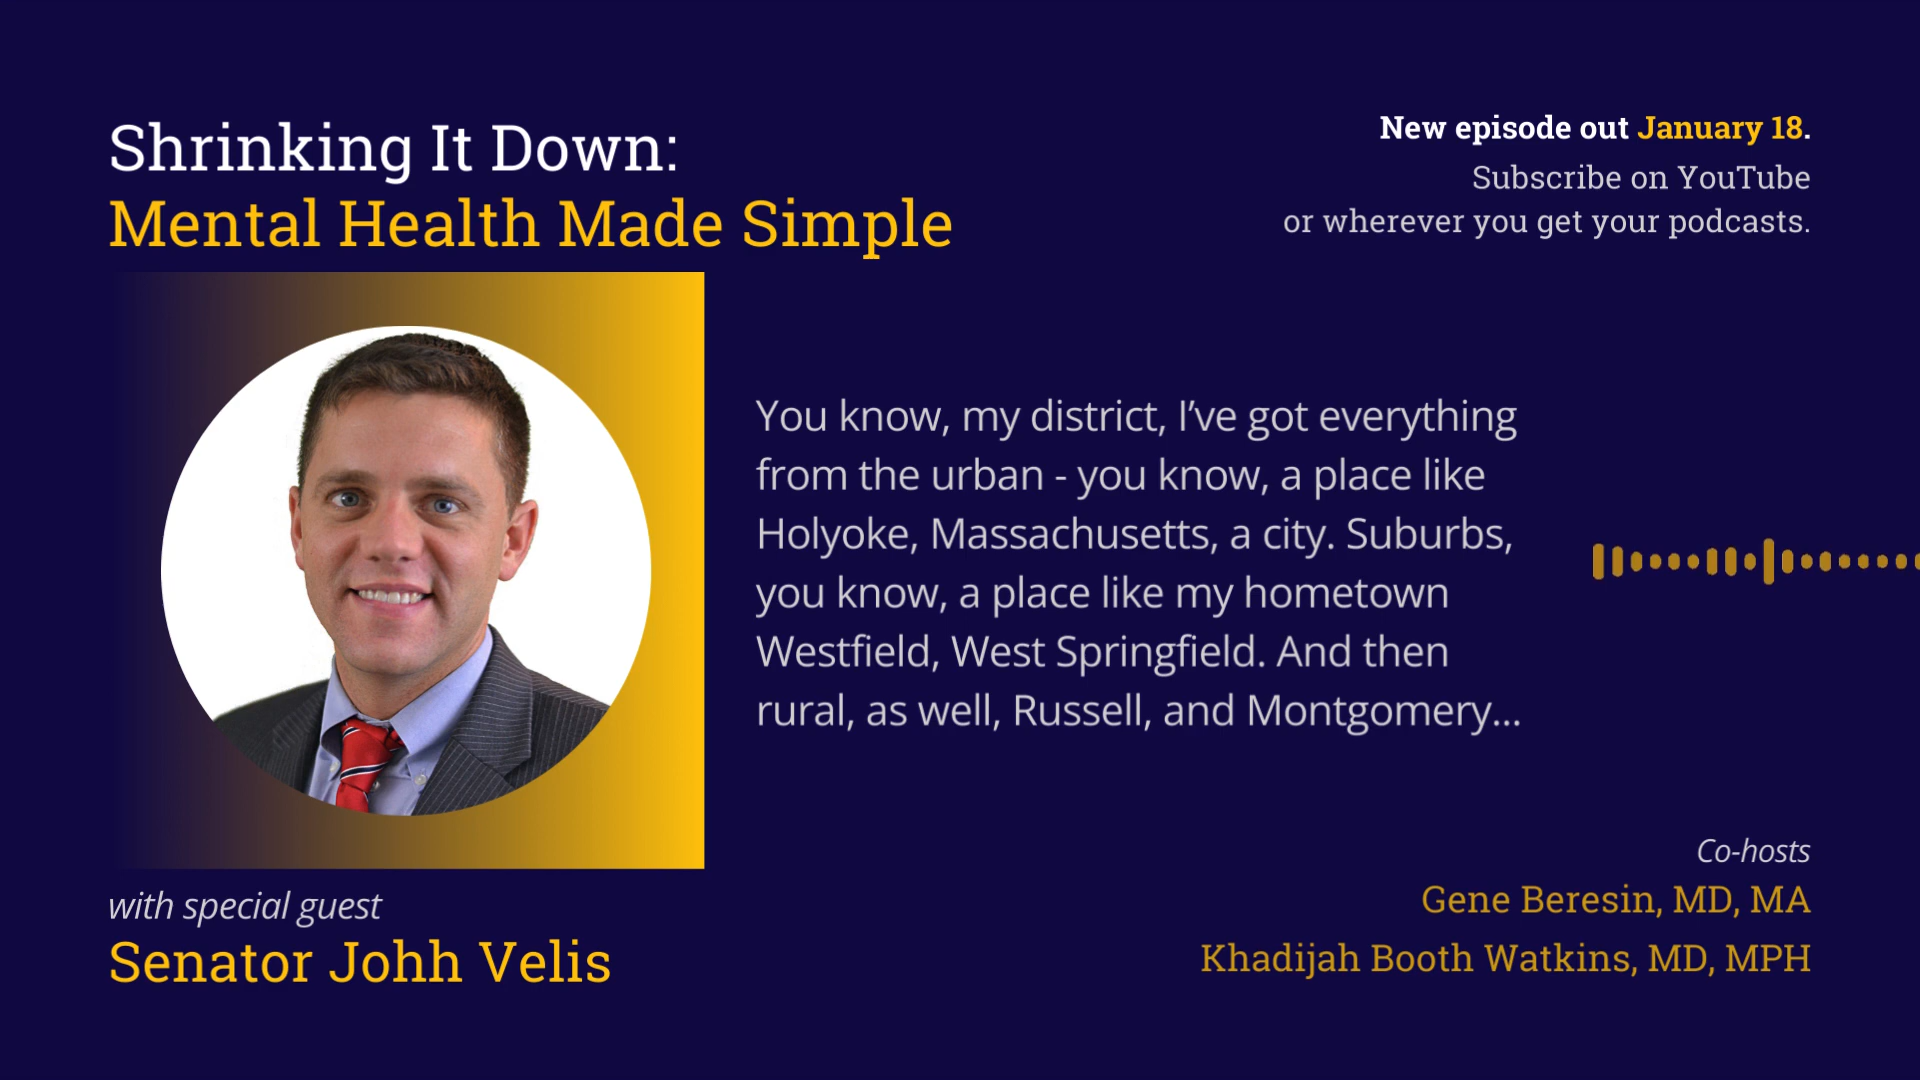 Shrinking It Down:
Mental Health Made Simple
New episode out January 18.
Subscribe on YouTube
or wherever you get your podcasts.
You know, my district, I’ve got everything
from the urban - you know, a place like
Holyoke, Massachusetts, a city. Suburbs,
you know, a place like my hometown
Westfield, West Springfield. And then
rural, as well, Russell, and Montgomery...
with special guest
Senator Johh Velis
Co-hosts
Gene Beresin, MD, MA
Khadijah Booth Watkins, MD, MPH